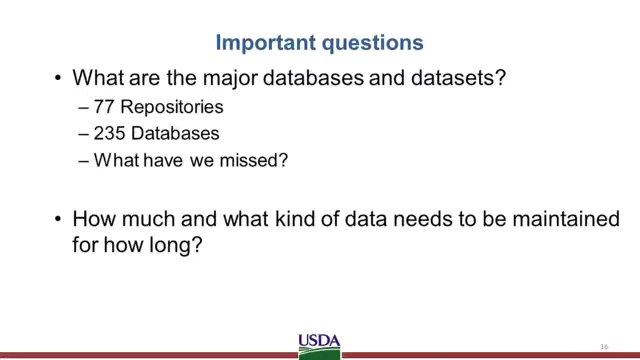 Important questions
• What are the major databases and datasets?
– 77 Repositories
– 235 Databases
– What have we missed?
• How much and what kind of data needs to be maintained
for how long?
USDA
16